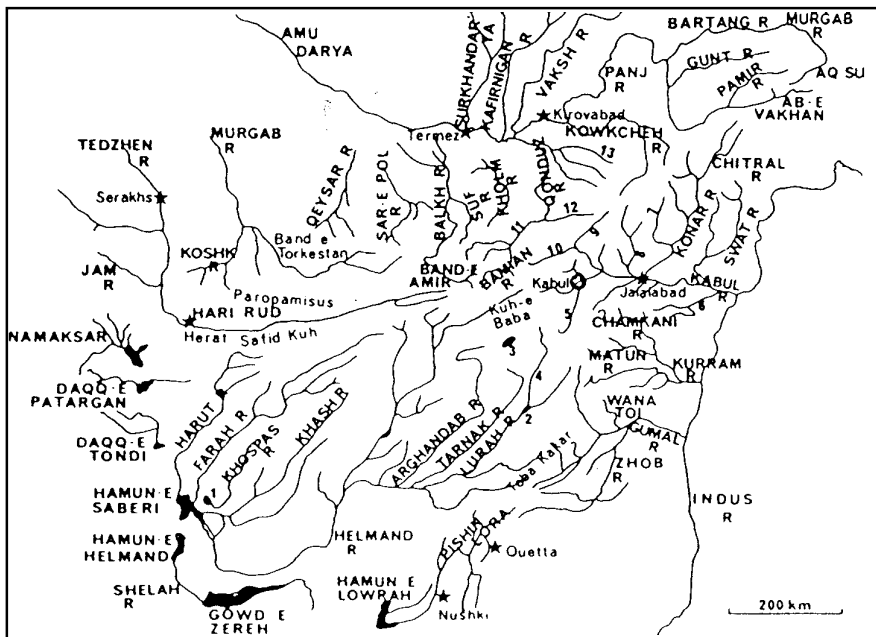 AMU
DARYA
SURKHANDAR
YA
KAFIRNIGAN
R
VAKSH R
BARTANG R
MURGAB
R
GUNT R
PAMIR
R
AQ SU
AB-E
VAKHAN
PANJ
R
Kirovabad
KOWKCHEH
R
13
Termez
TEDZHEN
R
MURGAB
R
Serakhs
QEYSAR R
SAR-E POL
R
BALKH R
SUF
R
KHOLM
R
QONDUZ
R
12
CHITRAL
R
KONAR R
SWAT R
7
8
9
11
10
Band e
Torkestan
KOSHK
R
JAM
R
BAND-E
AMIR
BAMIAN
R
Kabul
Jalalabad
KABUL
R
6
5
Paropamisus
HARI RUD
Herat
Safid Kuh
Kuh-e
Baba
3
CHAMKANI
R
NAMAKSAR
MATUN
R
KURRAM
R
DAQQ-E
PATARGAN
HARUT
FARAH R
KHOSPAS
R
KHASH R
ARGHANDAB R
TARNAK R
LURAH R
4
2
WANA
TOI
GUMAL
R
DAQQ-E
TONDI
Toba Kakar
ZHOB
R
HAMUN-E
SABERI
1
INDUS
R
HAMUN-E
HELMAND
HELMAND
R
PISHIN
LORA
Quetta
SHELAH
R
GOWD E
ZEREH
HAMUN E
LOWRAH
Nushki
200 km